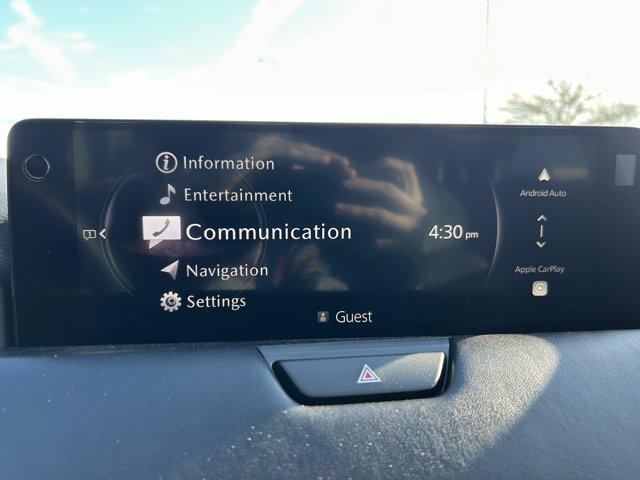 Information
Entertainment
Communication
Navigation
Settings
4:30 pm
Guest
Android Auto
Apple CarPlay